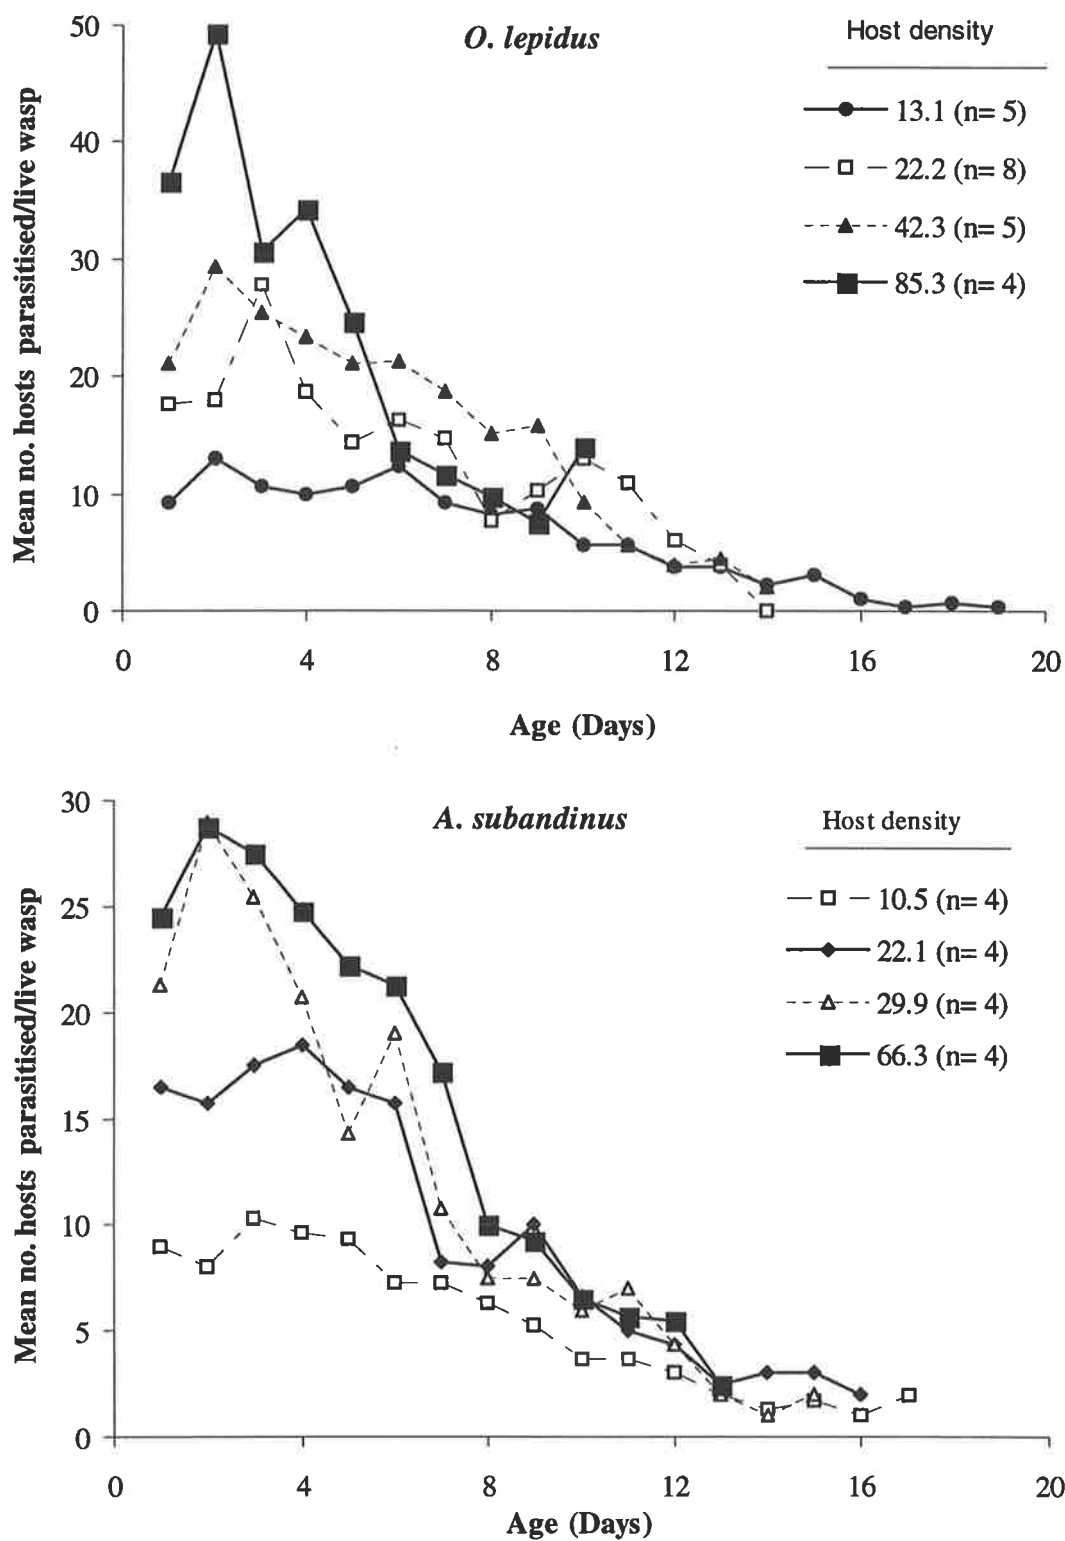 O. lepidus
Host density
13.1 (n= 5)
22.2 (n= 8)
42.3 (n= 5)
85.3 (n= 4)
Mean no. hosts parasitised/live wasp
50
40
30
20
10
0
0 4 8 12 16 20
Age (Days)
A. subandinus
Host density
10.5 (n= 4)
22.1 (n= 4)
29.9 (n= 4)
66.3 (n= 4)
Mean no. hosts parasitised/live wasp
30
25
20
15
10
5
0
0 4 8 12 16 20
Age (Days)